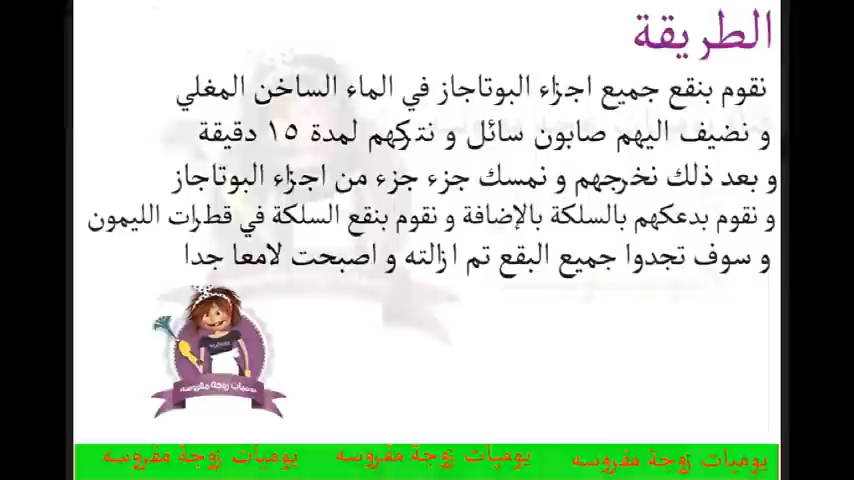 الطريقة
نقوم بنقع جميع اجزاء البوتاجاز في الماء الساخن المغلي
و نضيف اليهم صابون سائل و نتركهم لمدة ١٥ دقيقة
و بعد ذلك نخرجهم و نمسك جزء جزء من اجزاء البوتاجاز
و نقوم بدعكهم بالسلكة بالإضافة و نقوم بنقع السلكة في قطرات الليمون
و سوف تجدوا جميع البقع تم ازالته و اصبحت لامعا جدا
يوميات زوجة مفروسه
يوميات زوجة مفروسه يوميات زوجة مفروسه يوميات زوجة مفروسه